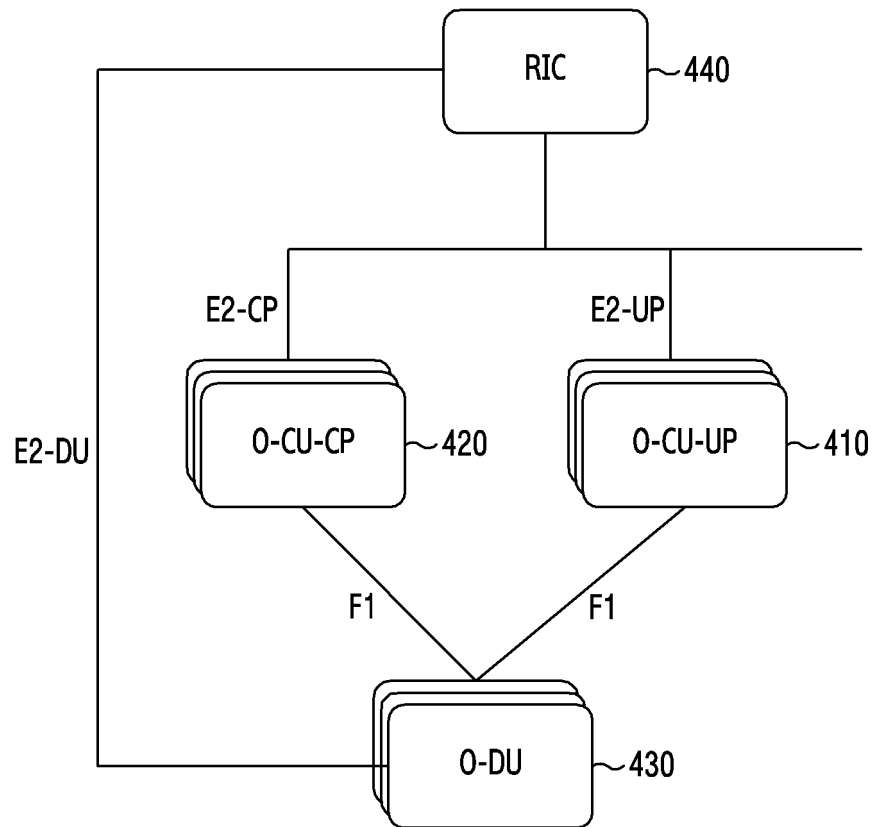 RIC
440
E2-CP
E2-UP
O-CU-CP
420
O-CU-UP
410
E2-DU
F1
F1
O-DU
430